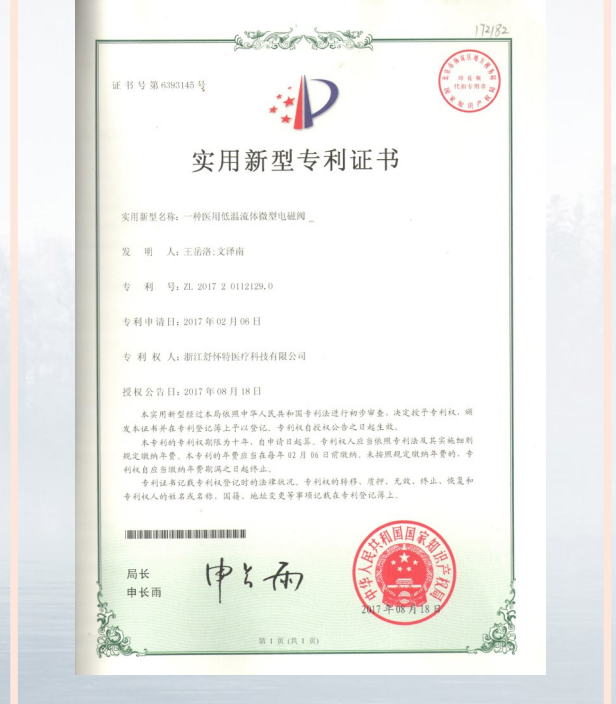 172182
证书号第6393145号
实用新型专利证书
实用新型名称：一种医用低温流体微型电磁阀
发 明 人：王岳洛;文泽南
专 利 号：ZL 2017 2 0112129.0
专利申请日：2017年02月06日
专 利 权 人：浙江舒怀特医疗科技有限公司
授权公告日：2017年08月18日
本实用新型经过本局依照中华人民共和国专利法进行初步审查，决定授予专利权，颁
发本证书并在专利登记簿上予以登记。专利权自授权公告之日起生效。
本专利的专利权期限为十年，自申请日起算。专利权人应当依照专利法及其实施细则
规定缴纳年费。本专利的年费应当在每年02月06日前缴纳。未按照规定缴纳年费的，专
利权自应当缴纳年费期满之日起终止。
专利证书记载专利权登记时的法律状况。专利权的转移、质押、无效、终止、恢复和
专利权人的姓名或名称、国籍、地址变更等事项记载在专利登记簿上。
局长
申长雨
申长雨
中华人民共和国国家知识产权局
2017年08月18日
第 1 页 (共 1 页)